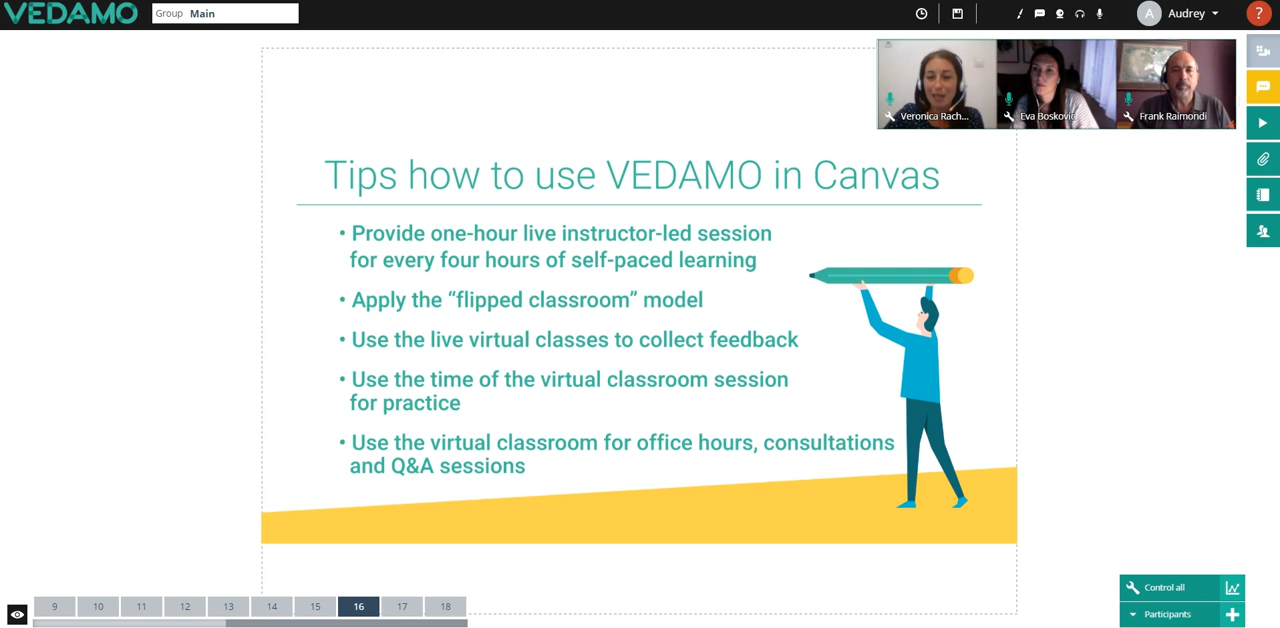 VEDAMO
Group Main
Audrey
?
A
Veronica Rach...
Eva Boskovic
Frank Raimondi
Tips how to use VEDAMO in Canvas
• Provide one-hour live instructor-led session
for every four hours of self-paced learning
• Apply the “flipped classroom” model
• Use the live virtual classes to collect feedback
• Use the time of the virtual classroom session
for practice
• Use the virtual classroom for office hours, consultations
and Q&A sessions
Control all
Participants
9 10 11 12 13 14 15 16 17 18